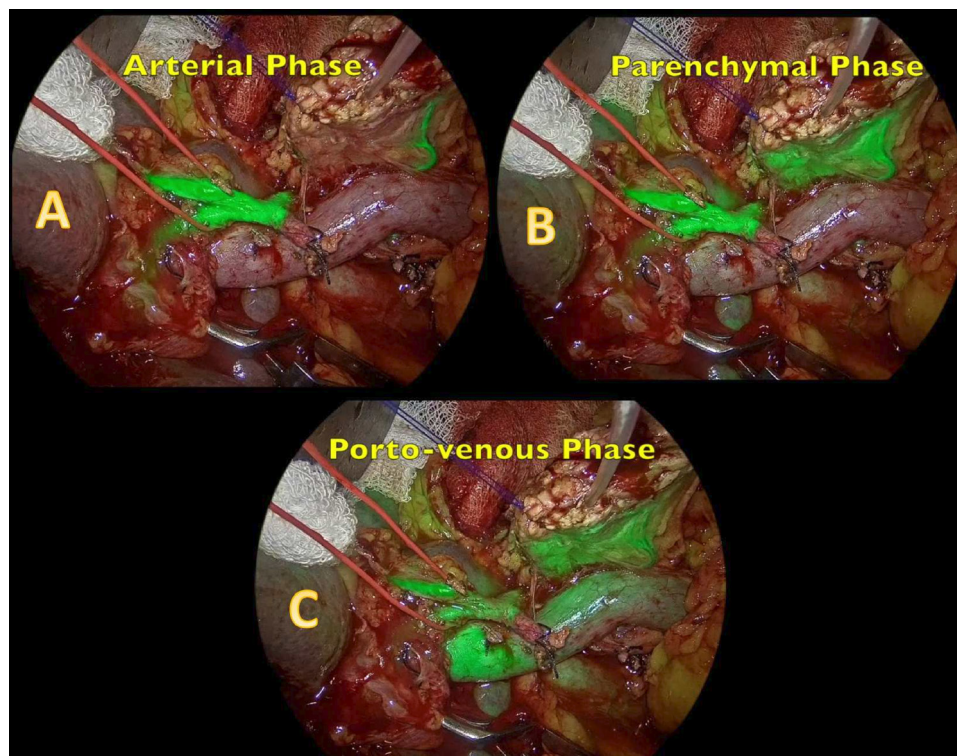 Arterial Phase
A
Parenchymal Phase
B
Porto-venous Phase
C